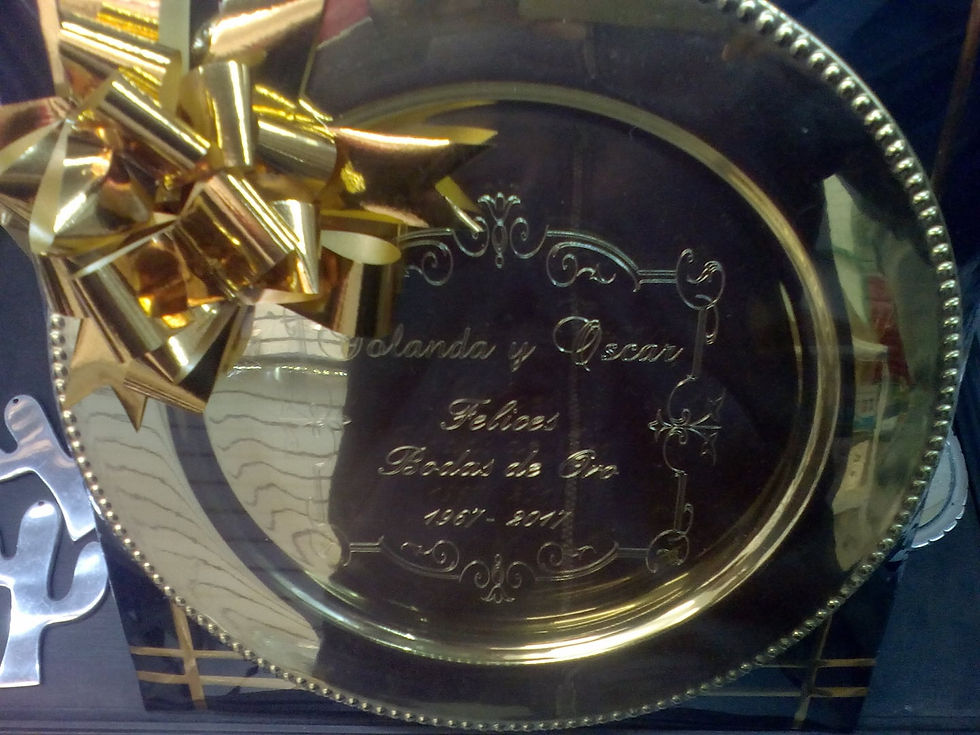 Yolanda y Oscar
Felices
Bodas de Oro
1967 - 2017